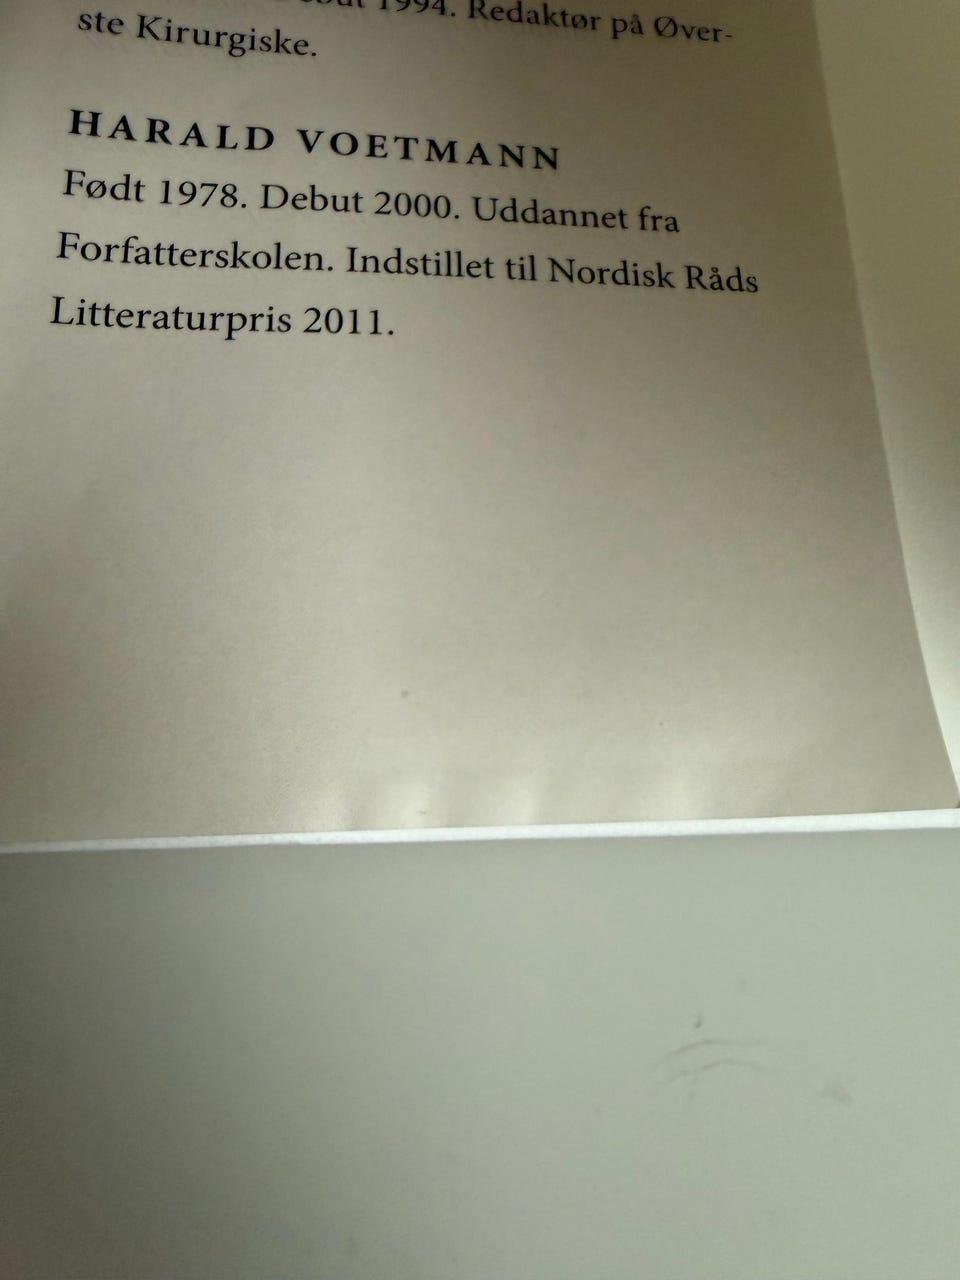 1994. Redaktør på Øver-
ste Kirurgiske.
HARALD VOETMANN
Født 1978. Debut 2000. Uddannet fra
Forfatterskolen. Indstillet til Nordisk Råds
Litteraturpris 2011.